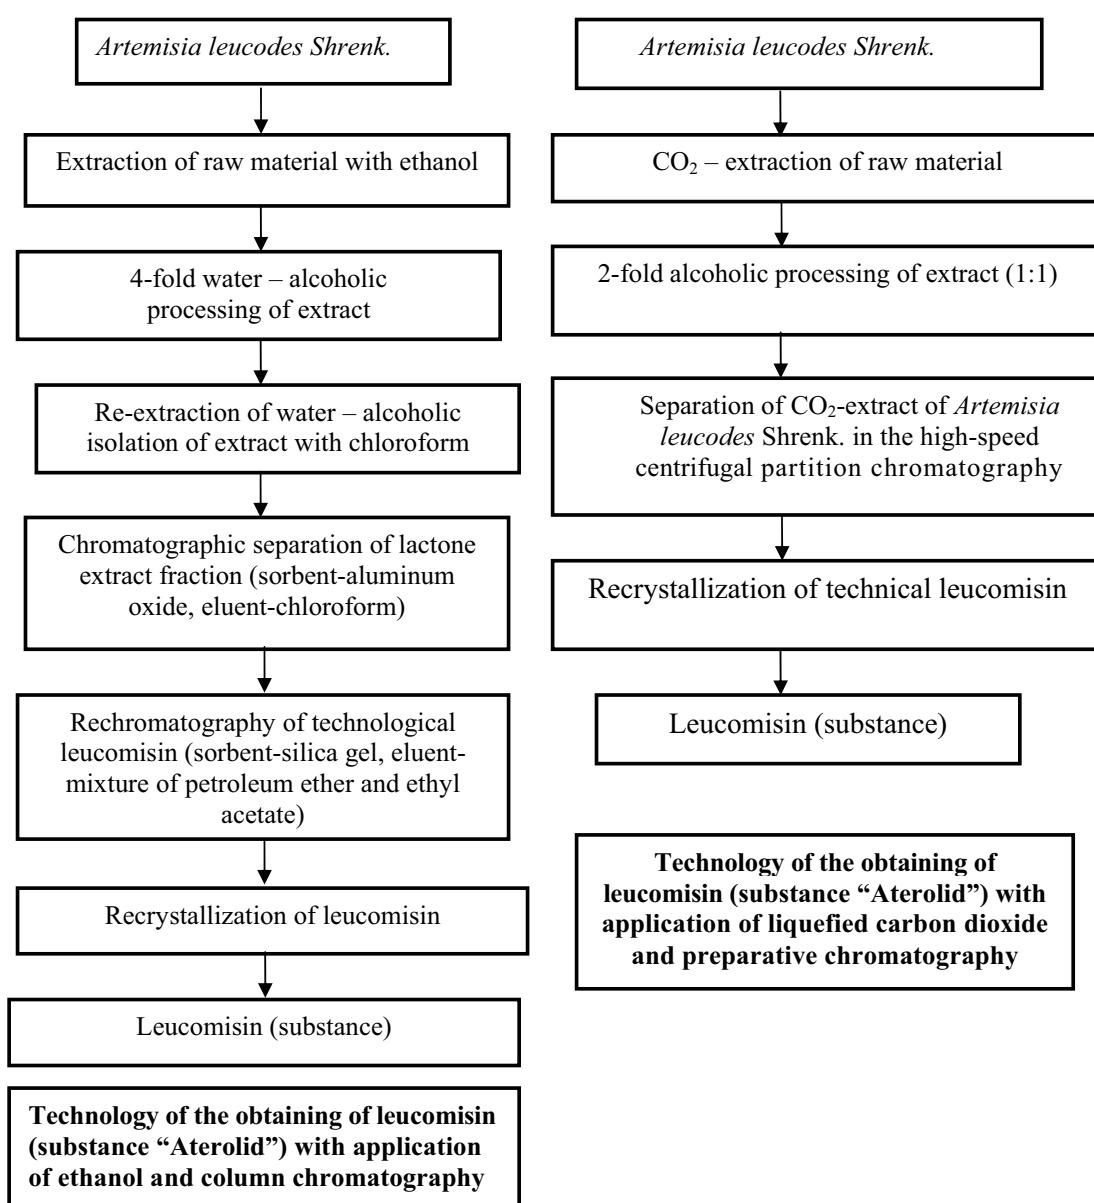 Artemisia leucodes Shrenk.
Extraction of raw material with ethanol
4-fold water – alcoholic
processing of extract
Re-extraction of water – alcoholic
isolation of extract with chloroform
Chromatographic separation of lactone
extract fraction (sorbent-aluminum
oxide, eluent-chloroform)
Rechromatography of technological
leucomisin (sorbent-silica gel, eluent-
mixture of petroleum ether and ethyl
acetate)
Recrystallization of leucomisin
Leucomisin (substance)
Technology of the obtaining of leucomisin
(substance “Aterolid”) with application
of ethanol and column chromatography
Artemisia leucodes Shrenk.
CO₂ – extraction of raw material
2-fold alcoholic processing of extract (1:1)
Separation of CO₂-extract of Artemisia
leucodes Shrenk. in the high-speed
centrifugal partition chromatography
Recrystallization of technical leucomisin
Leucomisin (substance)
Technology of the obtaining of
leucomisin (substance “Aterolid”) with
application of liquefied carbon dioxide
and preparative chromatography